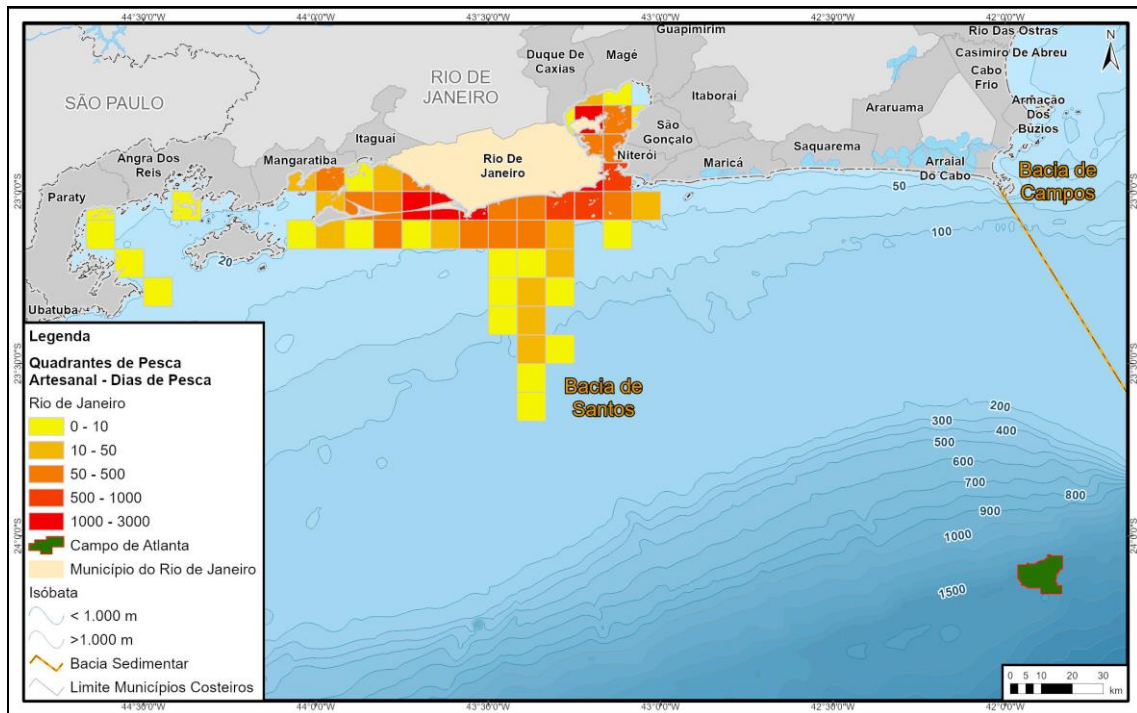 44°30'0"W
44°0'0"W
43°30'0"W
43°0'0"W
42°30'0"W
42°0'0"W
Guapimirim
Rio Das Ostras
N
Duque De
Caxias
Magé
Casimiro De Abreu
RIO DE
JANEIRO
Cabo
Frio
SÃO PAULO
Itaboraí
Araruama
Armação
Dos
Búzios
Itaguaí
São
Gonçalo
Angra Dos
Reis
Mangaratiba
Rio De
Janeiro
Niterói
Maricá
Saquarema
Arraial
Do Cabo
Paraty
Bacia de
Campos
23°0'0"S
23°0'0"S
50
100
20
Ubatuba
Legenda
Quadrantes de Pesca
Artesanal - Dias de Pesca
Rio de Janeiro
0 - 10
10 - 50
50 - 500
500 - 1000
1000 - 3000
Campo de Atlanta
Município do Rio de Janeiro
Isóbata
< 1.000 m
>1.000 m
Bacia Sedimentar
Limite Municípios Costeiros
23°30'0"S
Bacia de
Santos
200
300
400
500
600
700
800
900
1000
1500
24°0'0"S
24°0'0"S
0 5 10 20 30
km
44°30'0"W
44°0'0"W
43°30'0"W
43°0'0"W
42°30'0"W
42°0'0"W